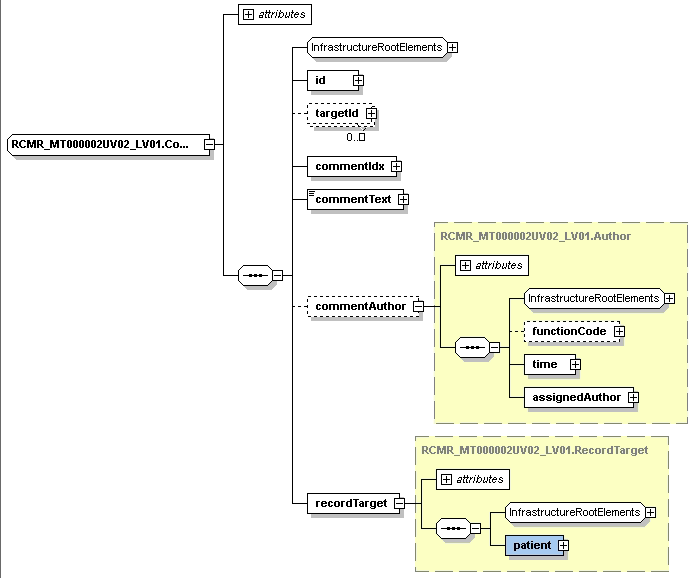 attributes
InfrastructureRootElements
id
targetId
0..
commentIdx
commentText
RCMR_MT000002UV02_LV01.Co...
RCMR_MT000002UV02_LV01.Author
attributes
InfrastructureRootElements
commentAuthor
functionCode
time
assignedAuthor
RCMR_MT000002UV02_LV01.RecordTarget
attributes
recordTarget
InfrastructureRootElements
patient